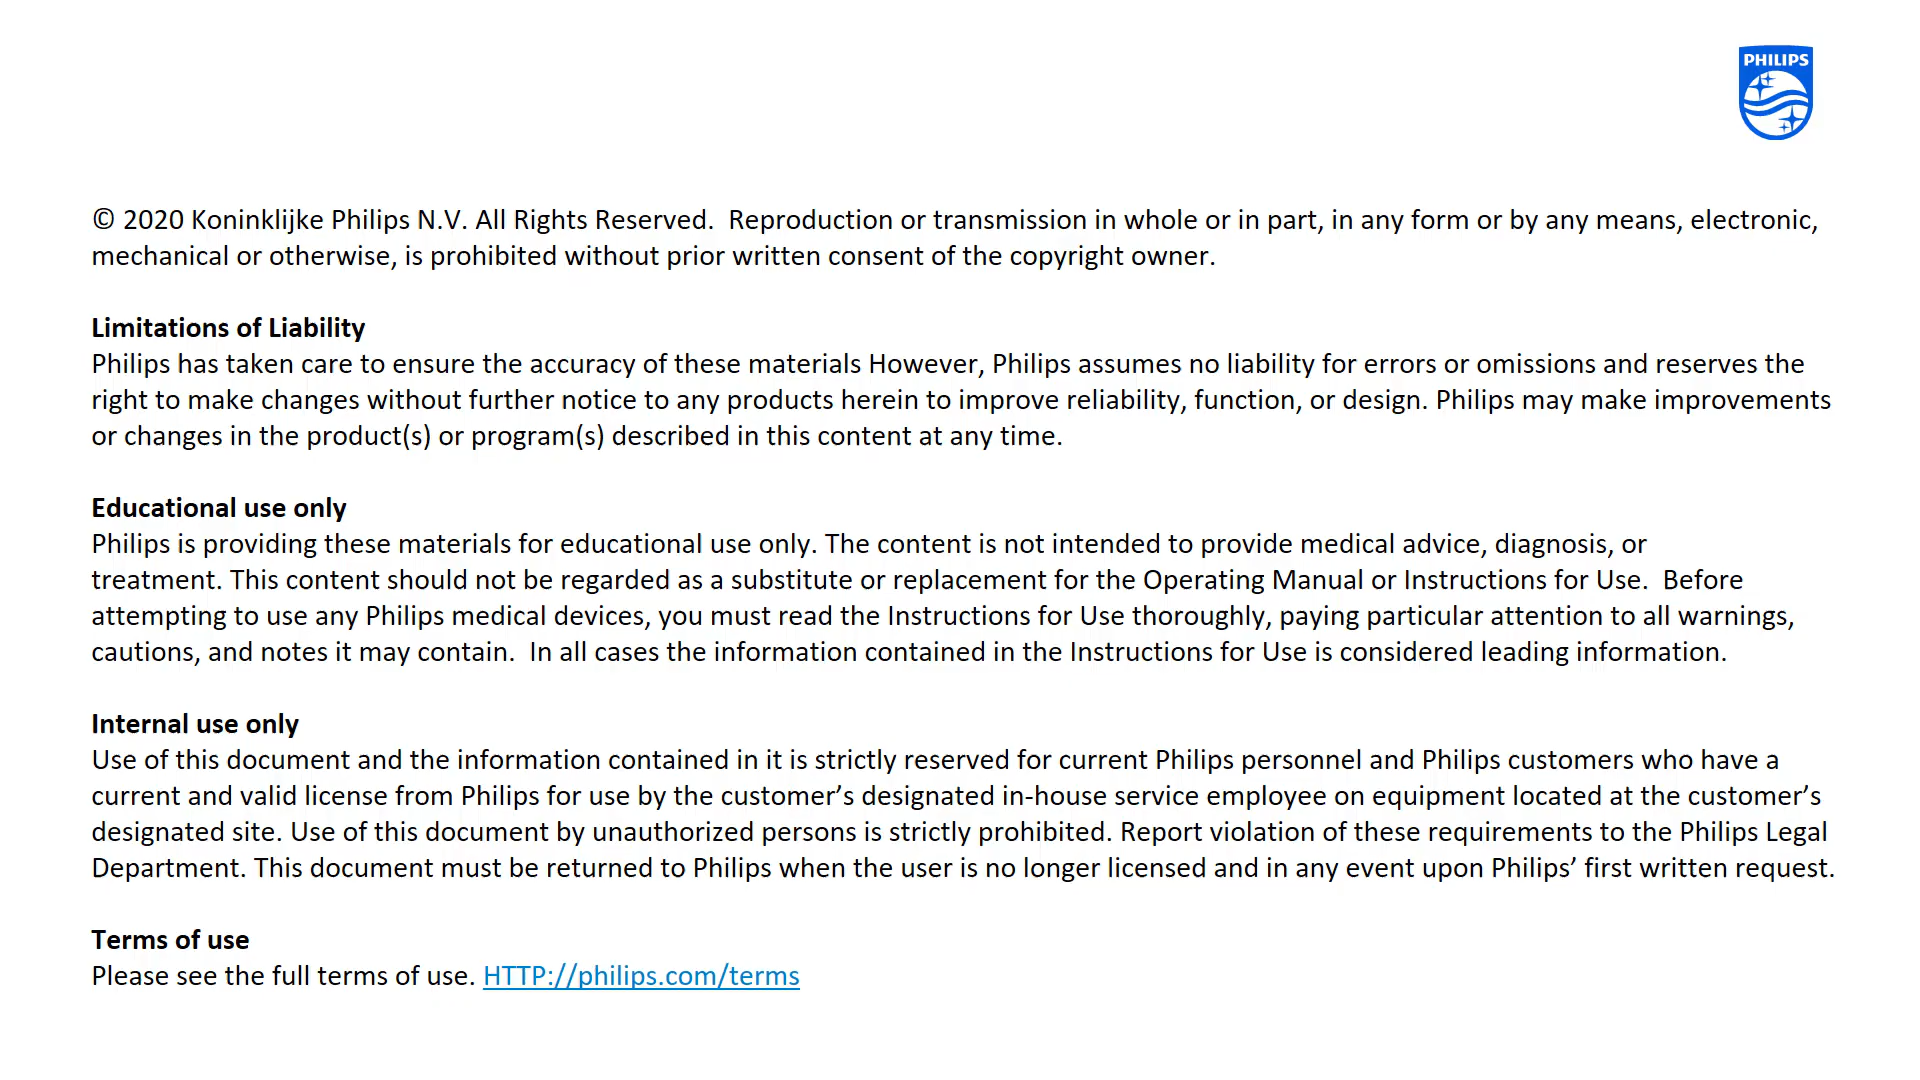 PHILIPS
© 2020 Koninklijke Philips N.V. All Rights Reserved.  Reproduction or transmission in whole or in part, in any form or by any means, electronic,
mechanical or otherwise, is prohibited without prior written consent of the copyright owner.
Limitations of Liability
Philips has taken care to ensure the accuracy of these materials However, Philips assumes no liability for errors or omissions and reserves the
right to make changes without further notice to any products herein to improve reliability, function, or design. Philips may make improvements
or changes in the product(s) or program(s) described in this content at any time.
Educational use only
Philips is providing these materials for educational use only. The content is not intended to provide medical advice, diagnosis, or
treatment. This content should not be regarded as a substitute or replacement for the Operating Manual or Instructions for Use.  Before
attempting to use any Philips medical devices, you must read the Instructions for Use thoroughly, paying particular attention to all warnings,
cautions, and notes it may contain.  In all cases the information contained in the Instructions for Use is considered leading information.
Internal use only
Use of this document and the information contained in it is strictly reserved for current Philips personnel and Philips customers who have a
current and valid license from Philips for use by the customer’s designated in-house service employee on equipment located at the customer’s
designated site. Use of this document by unauthorized persons is strictly prohibited. Report violation of these requirements to the Philips Legal
Department. This document must be returned to Philips when the user is no longer licensed and in any event upon Philips’ first written request.
Terms of use
Please see the full terms of use. HTTP://philips.com/terms